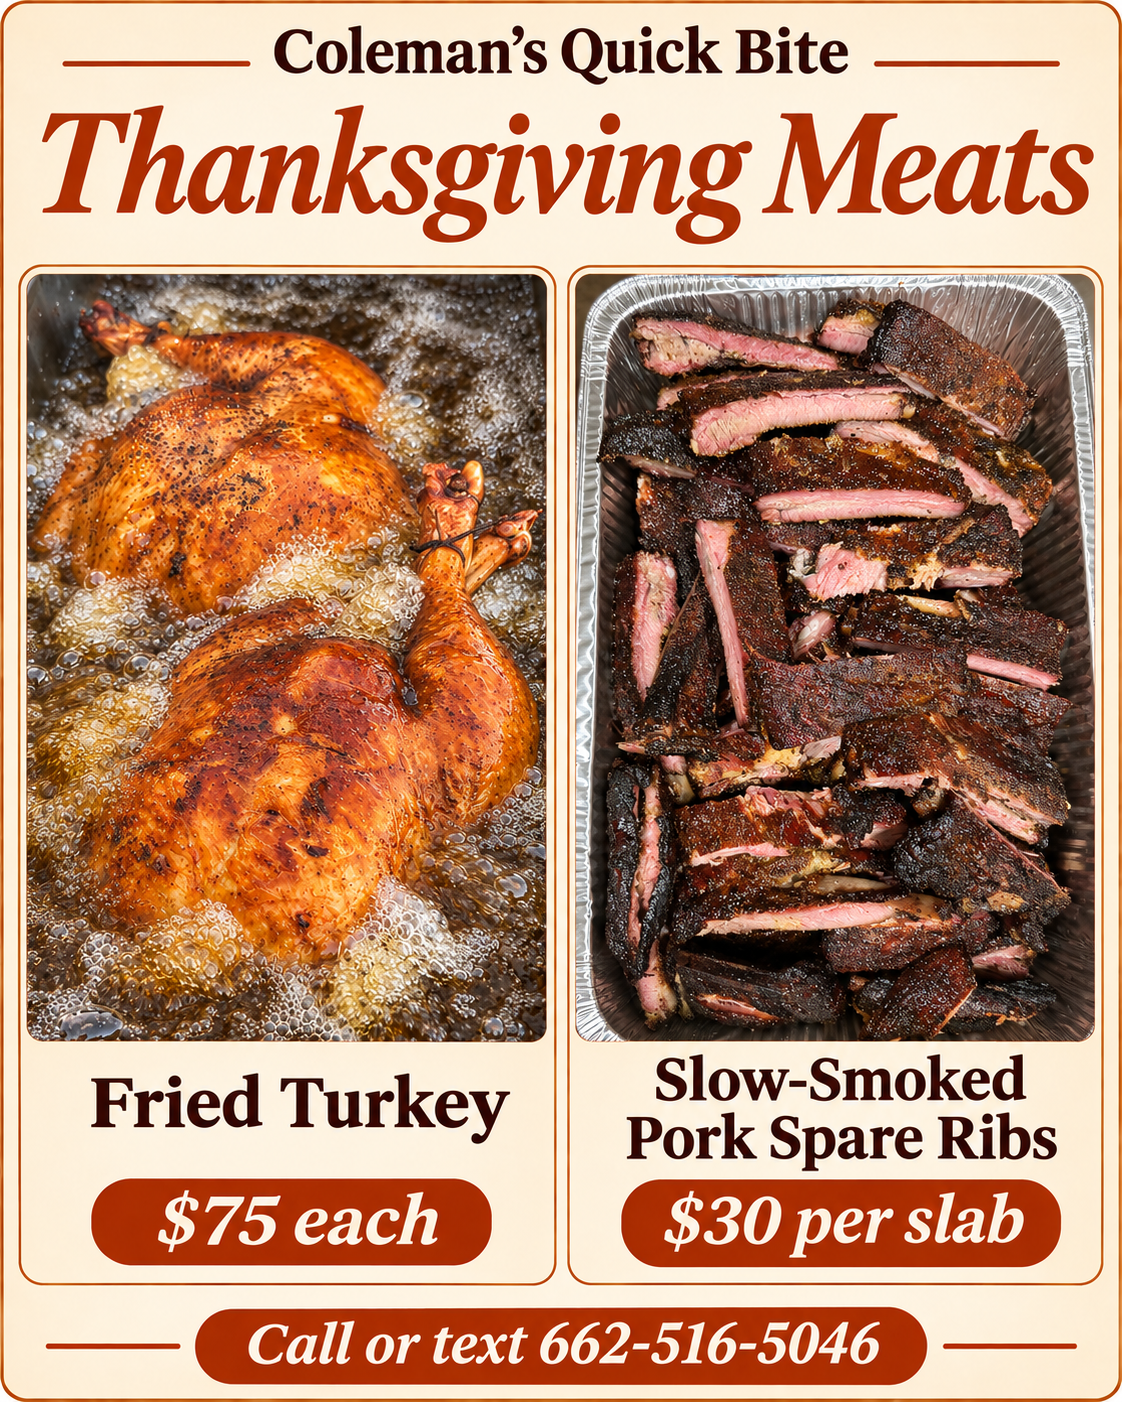 Coleman’s Quick Bite
Thanksgiving Meats
Fried Turkey
$75 each
Slow-Smoked
Pork Spare Ribs
$30 per slab
Call or text 662-516-5046